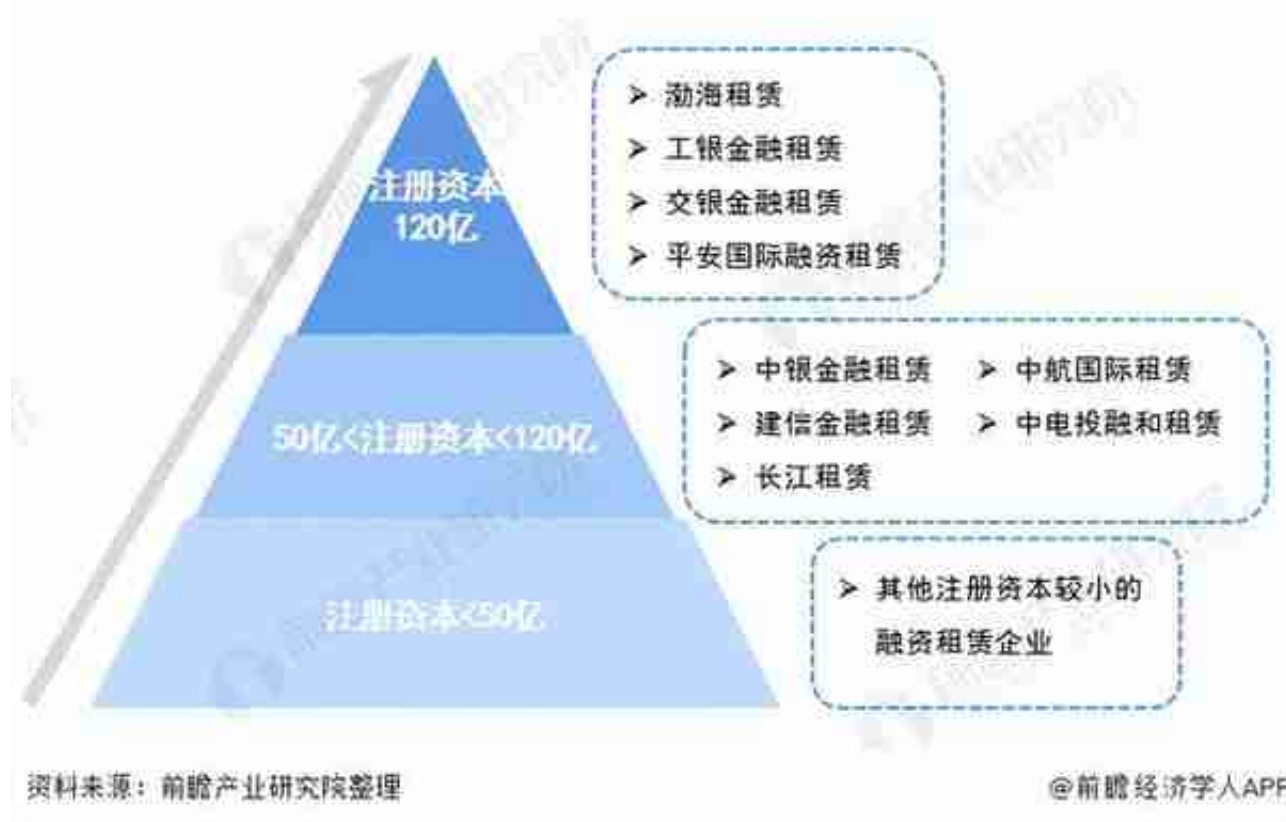 注册资本
120亿
➢ 渤海租赁
➢ 工银金融租赁
➢ 交银金融租赁
➢ 平安国际融资租赁
50亿<注册资本<120亿
➢ 中银金融租赁 ➢ 中航国际租赁
➢ 建信金融租赁 ➢ 中电投融和租赁
➢ 长江租赁
注册资本<50亿
➢ 其他注册资本较小的
融资租赁企业
资料来源：前瞻产业研究院整理
@前瞻经济学人APP